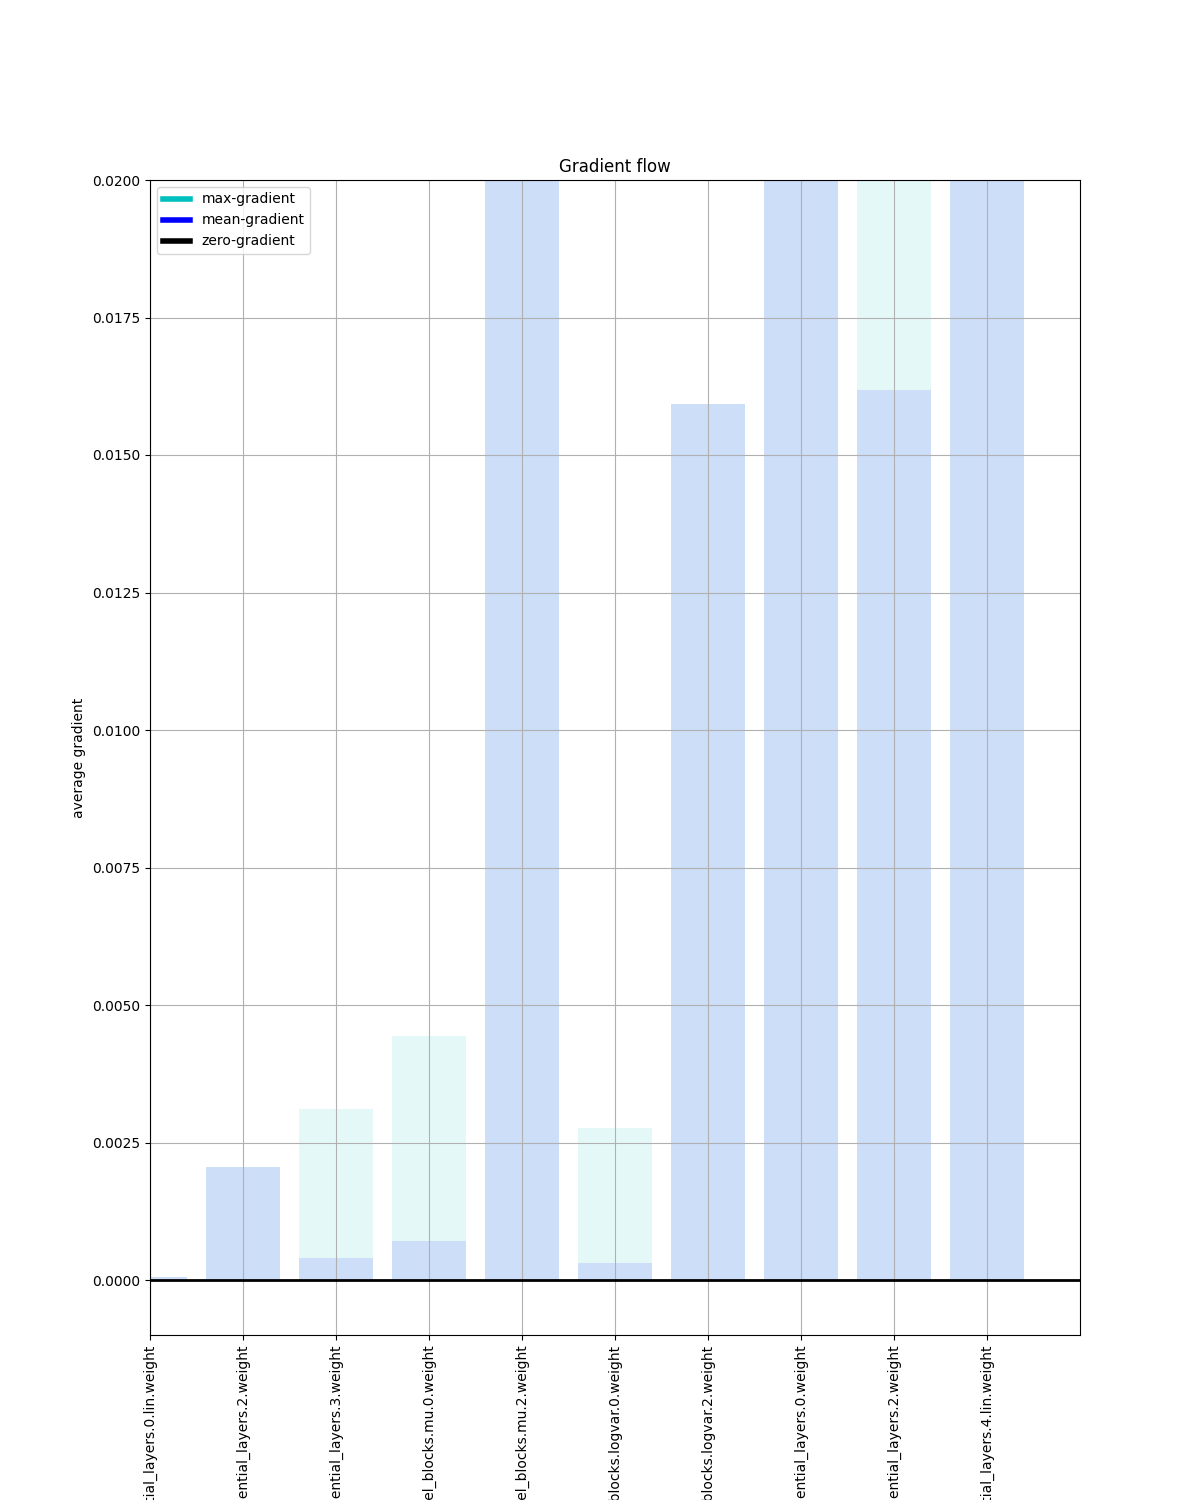 Gradient flow
max-gradient
mean-gradient
zero-gradient
average gradient
0.0200
0.0175
0.0150
0.0125
0.0100
0.0075
0.0050
0.0025
0.0000
tial_layers.0.lin.weight
ential_layers.2.weight
ential_layers.3.weight
el_blocks.mu.0.weight
el_blocks.mu.2.weight
blocks.logvar.0.weight
blocks.logvar.2.weight
ential_layers.0.weight
ential_layers.2.weight
tial_layers.4.lin.weight